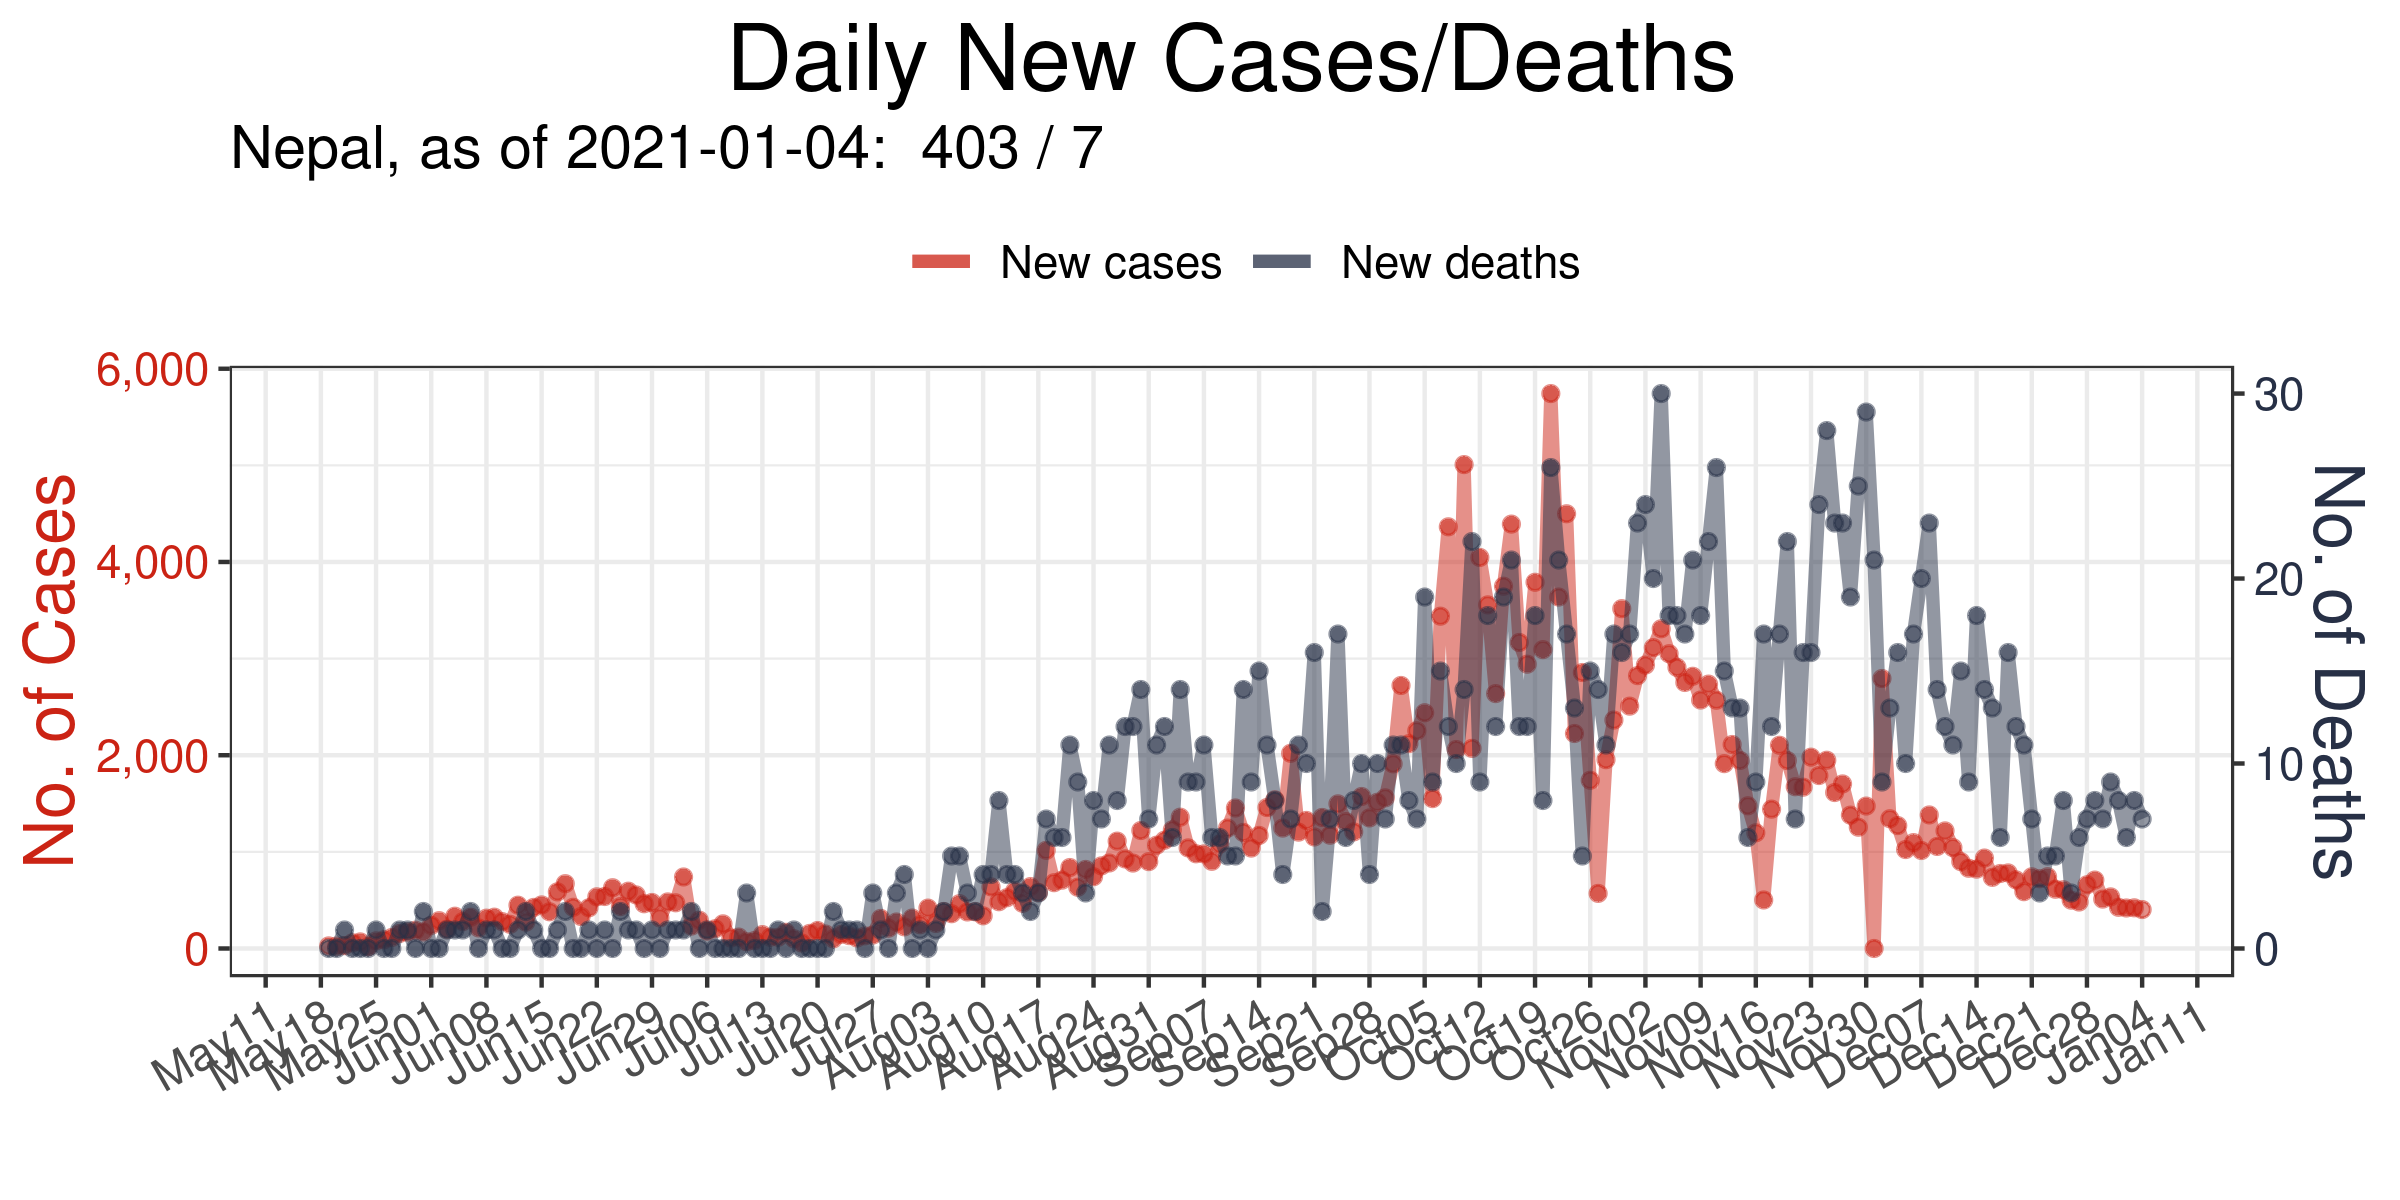 Daily New Cases/Deaths
Nepal, as of 2021-01-04:  403 / 7
New cases New deaths
No. of Cases
6,000
4,000
2,000
0
30
20
10
0
No. of Deaths
May11 May18 May25 Jun01 Jun08 Jun15 Jun22 Jun29 Jul06 Jul13 Jul20 Jul27 Aug03 Aug10 Aug17 Aug24 Aug31 Sep07 Sep14 Sep21 Sep28 Oct05 Oct12 Oct19 Oct26 Nov02 Nov09 Nov16 Nov23 Nov30 Dec07 Dec14 Dec21 Dec28 Jan04 Jan11